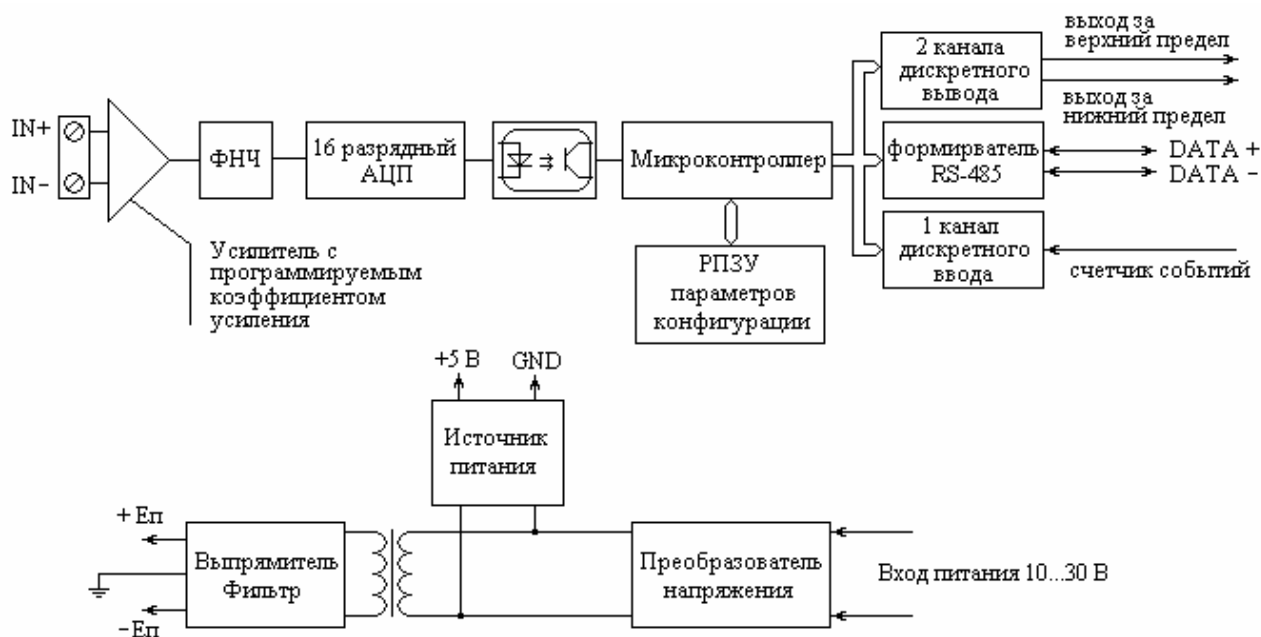 выход за
верхний предел
2 канала
дискретного
вывода
выход за
нижний предел
IN+
IN-
ФНЧ
16 разрядный
АЦП
Микроконтроллер
формирватель
RS-485
DATA +
DATA -
1 канал
дискретного
ввода
счетчик событий
Усилитель с
программируемым
коэффициентом
усиления
РПЗУ
параметров
конфигурации
+5 В
GND
Источник
питания
+ Еп
Выпрямитель
Фильтр
-Еп
Преобразователь
напряжения
Вход питания 10...30 В